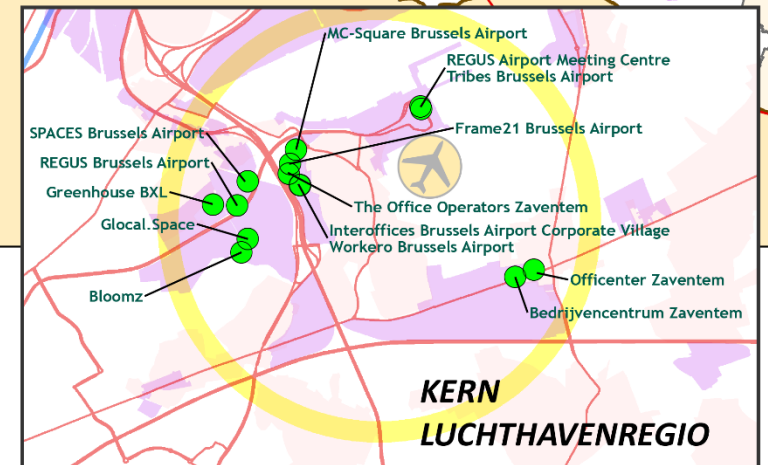 MC-Square Brussels Airport
REGUS Airport Meeting Centre
Tribes Brussels Airport
SPACES Brussels Airport
Frame21 Brussels Airport
REGUS Brussels Airport
Greenhouse BXL
The Office Operators Zaventem
Glocal.Space
Interoffices Brussels Airport Corporate Village
Workero Brussels Airport
Officenter Zaventem
Bloomz
Bedrijvencentrum Zaventem
KERN
LUCHTHAVENREGIO